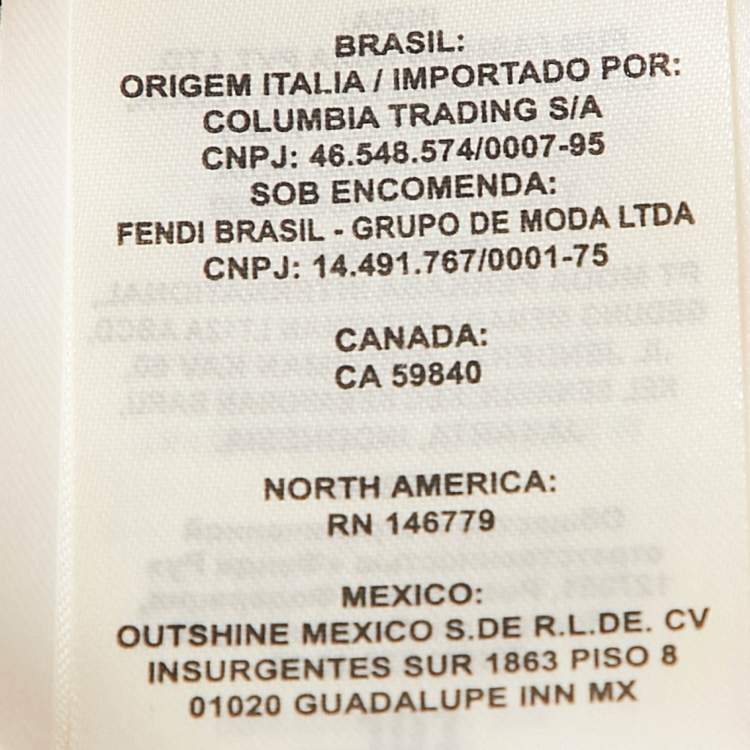 BRASIL:
ORIGEM ITALIA / IMPORTADO POR:
COLUMBIA TRADING S/A
CNPJ: 46.548.574/0007-95
SOB ENCOMENDA:
FENDI BRASIL - GRUPO DE MODA LTDA
CNPJ: 14.491.767/0001-75
CANADA:
CA 59840
NORTH AMERICA:
RN 146779
MEXICO:
OUTSHINE MEXICO S.DE R.L.DE. CV
INSURGENTES SUR 1863 PISO 8
01020 GUADALUPE INN MX